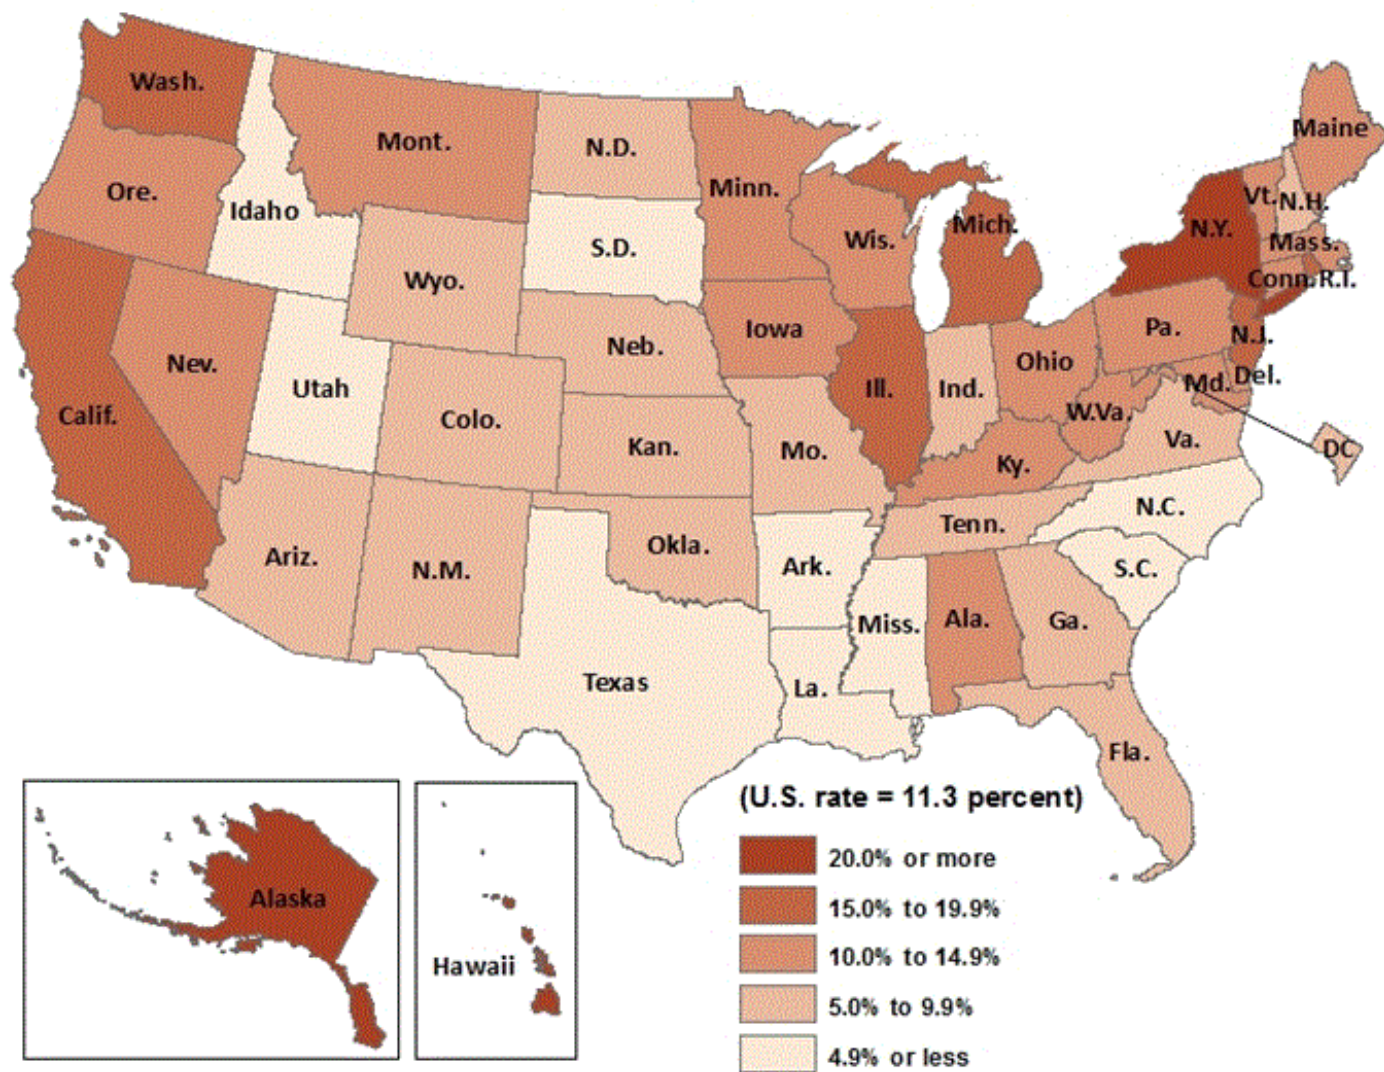 Wash.
Mont.
N.D.
Minn.
Maine
Ore.
Idaho
S.D.
Wis.
Mich.
N.Y.
Vt.
N.H.
Mass.
Conn.
R.I.
Wyo.
Nev.
Utah
Colo.
Neb.
Iowa
Ill.
Ind.
Ohio
Pa.
N.J.
Md.
Del.
DC
Calif.
Kan.
Mo.
Ky.
W.Va.
Va.
Ariz.
N.M.
Okla.
Ark.
Tenn.
N.C.
S.C.
Texas
La.
Miss.
Ala.
Ga.
Fla.
Alaska
Hawaii
(U.S. rate = 11.3 percent)
20.0% or more
15.0% to 19.9%
10.0% to 14.9%
5.0% to 9.9%
4.9% or less